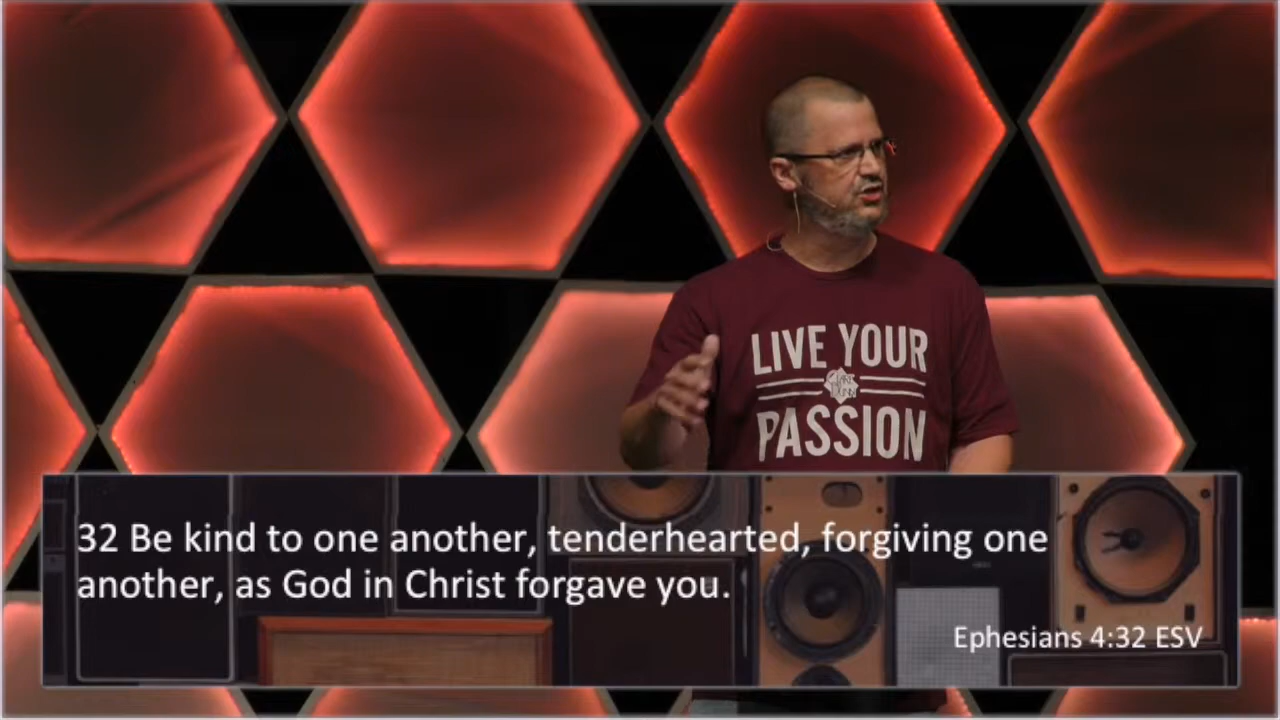 LIVE YOUR
PASSION
32 Be kind to one another, tenderhearted, forgiving one
another, as God in Christ forgave you.
Ephesians 4:32 ESV